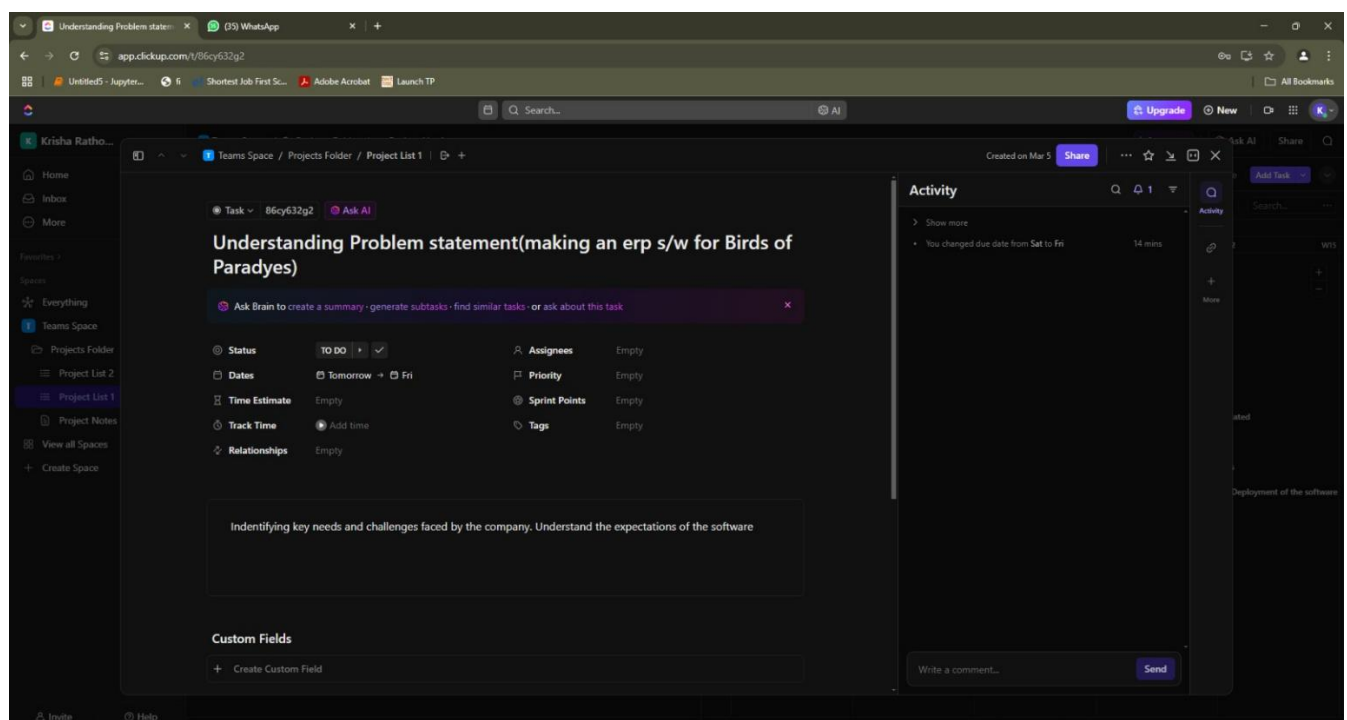 Understanding Problem statem
(35) WhatsApp
app.clickup.com/t/86cy632g2
Untitled5 - Jupyter...
fi
Shortest Job First Sc...
Adobe Acrobat
Launch TP
All Bookmarks
Search...
AI
Upgrade
New
K
K Krisha Ratho...
Ask AI
Share
T Teams Space / Projects Folder / Project List 1
Created on Mar 5
Share
Home
Inbox
More
Add Task
Search...
Task
86cy632g2
Ask AI
Understanding Problem statement(making an erp s/w for Birds of
Paradyes)
Activity
1
Activity
Show more
You changed due date from Sat to Fri
14 mins
W15
More
Favorites
Spaces
Everything
T Teams Space
Projects Folder
Project List 2
Project List 1
Project Notes
View all Spaces
Create Space
Ask Brain to create a summary · generate subtasks · find similar tasks · or ask about this task
Status
TO DO
Assignees
Empty
Dates
Tomorrow → Fri
Priority
Empty
Time Estimate
Empty
Sprint Points
Empty
Track Time
Add time
Tags
Empty
Relationships
Empty
ated
Deployment of the software
Indentifying key needs and challenges faced by the company. Understand the expectations of the software
Custom Fields
+ Create Custom Field
Write a comment...
Send
Invite
Help